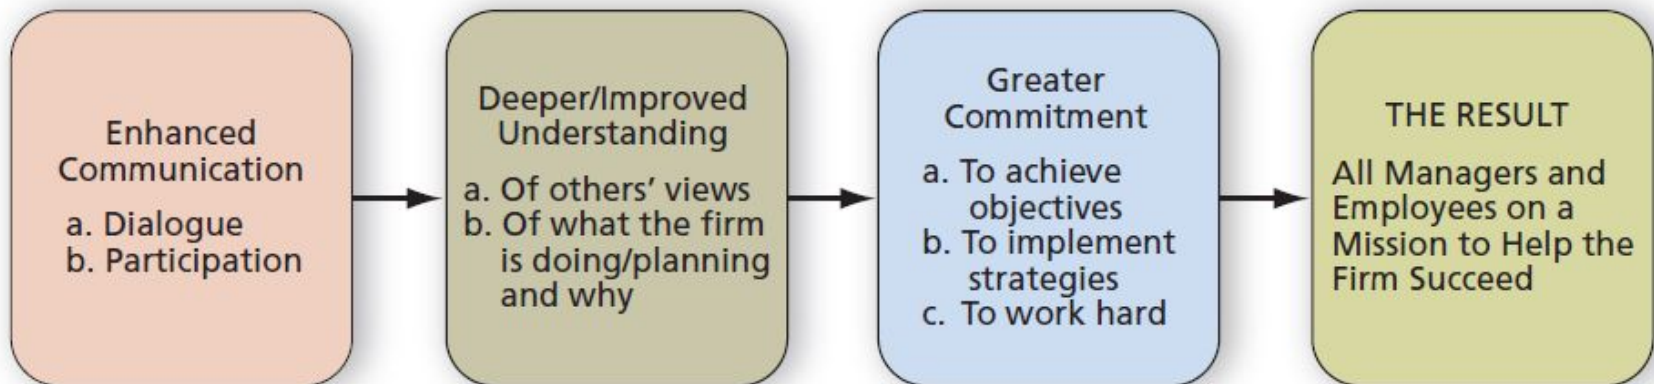 Enhanced
Communication
a. Dialogue
b. Participation
Deeper/Improved
Understanding
a. Of others’ views
b. Of what the firm
is doing/planning
and why
Greater
Commitment
a. To achieve
objectives
b. To implement
strategies
c. To work hard
THE RESULT
All Managers and
Employees on a
Mission to Help the
Firm Succeed